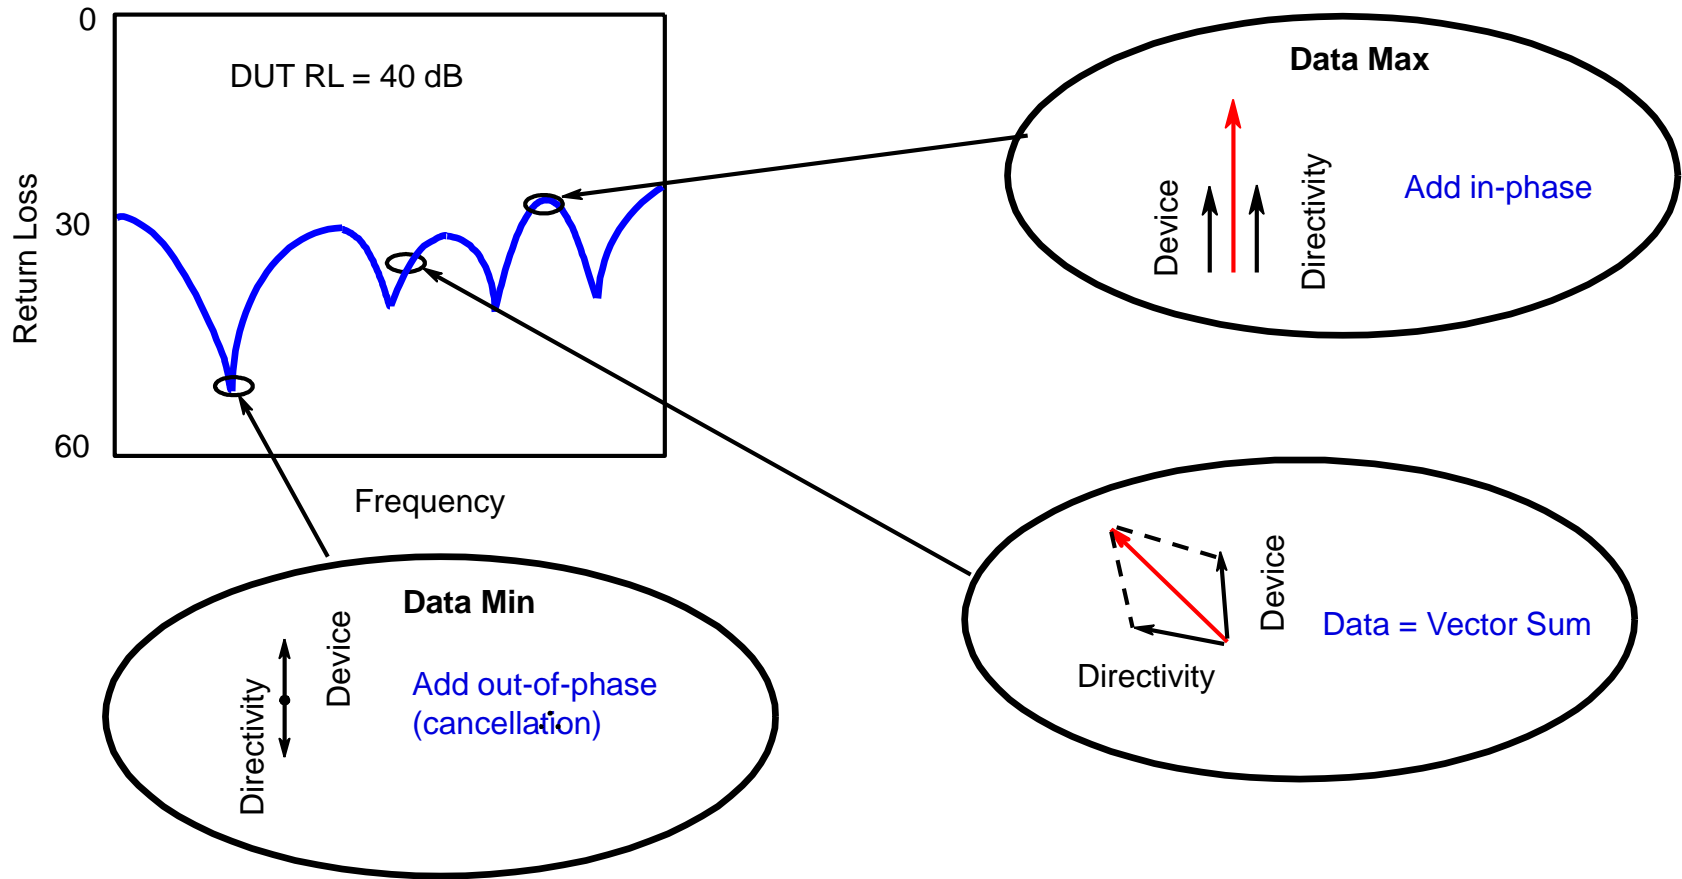 0
DUT RL = 40 dB
30
60
Return Loss
Frequency
Data Max
Device
Directivity
Add in-phase
Data Min
Directivity
Device
Add out-of-phase
(cancellation)
Device
Directivity
Data = Vector Sum